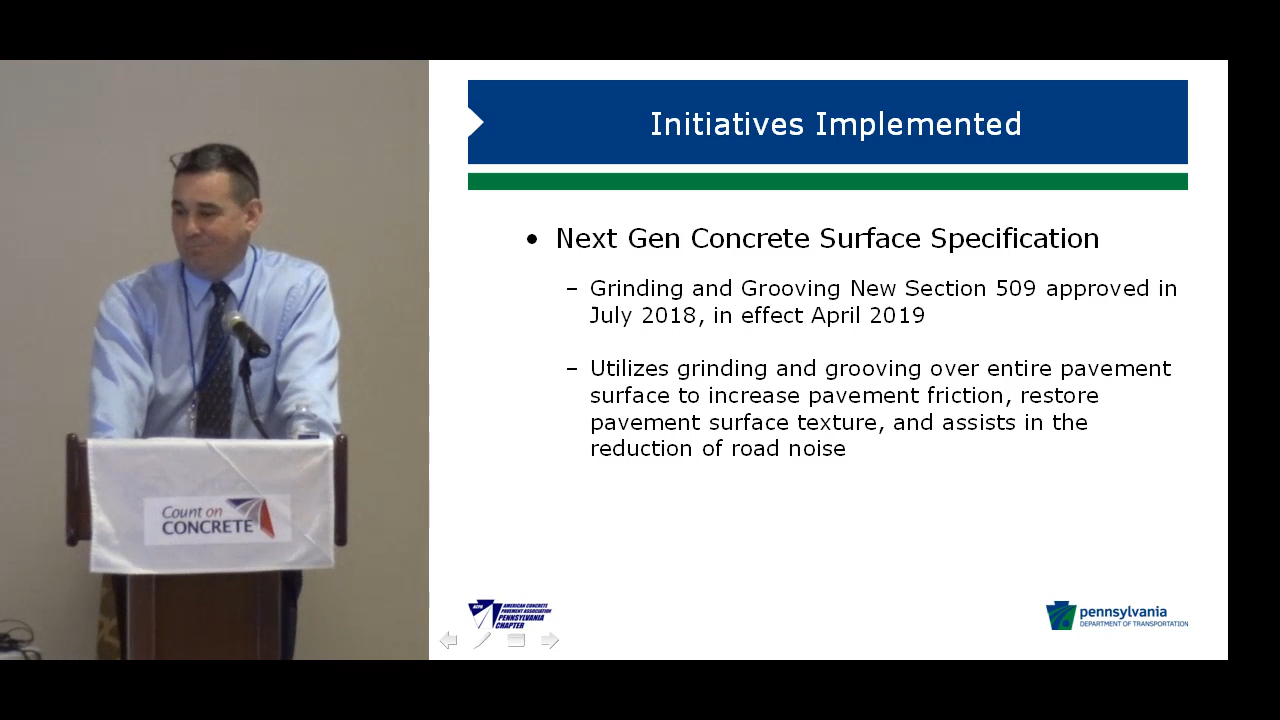 Initiatives Implemented
• Next Gen Concrete Surface Specification
– Grinding and Grooving New Section 509 approved in
July 2018, in effect April 2019
– Utilizes grinding and grooving over entire pavement
surface to increase pavement friction, restore
pavement surface texture, and assists in the
reduction of road noise
Count on
CONCRETE
ACPA
AMERICAN CONCRETE
PAVEMENT ASSOCIATION
PENNSYLVANIA
CHAPTER
pennsylvania
DEPARTMENT OF TRANSPORTATION